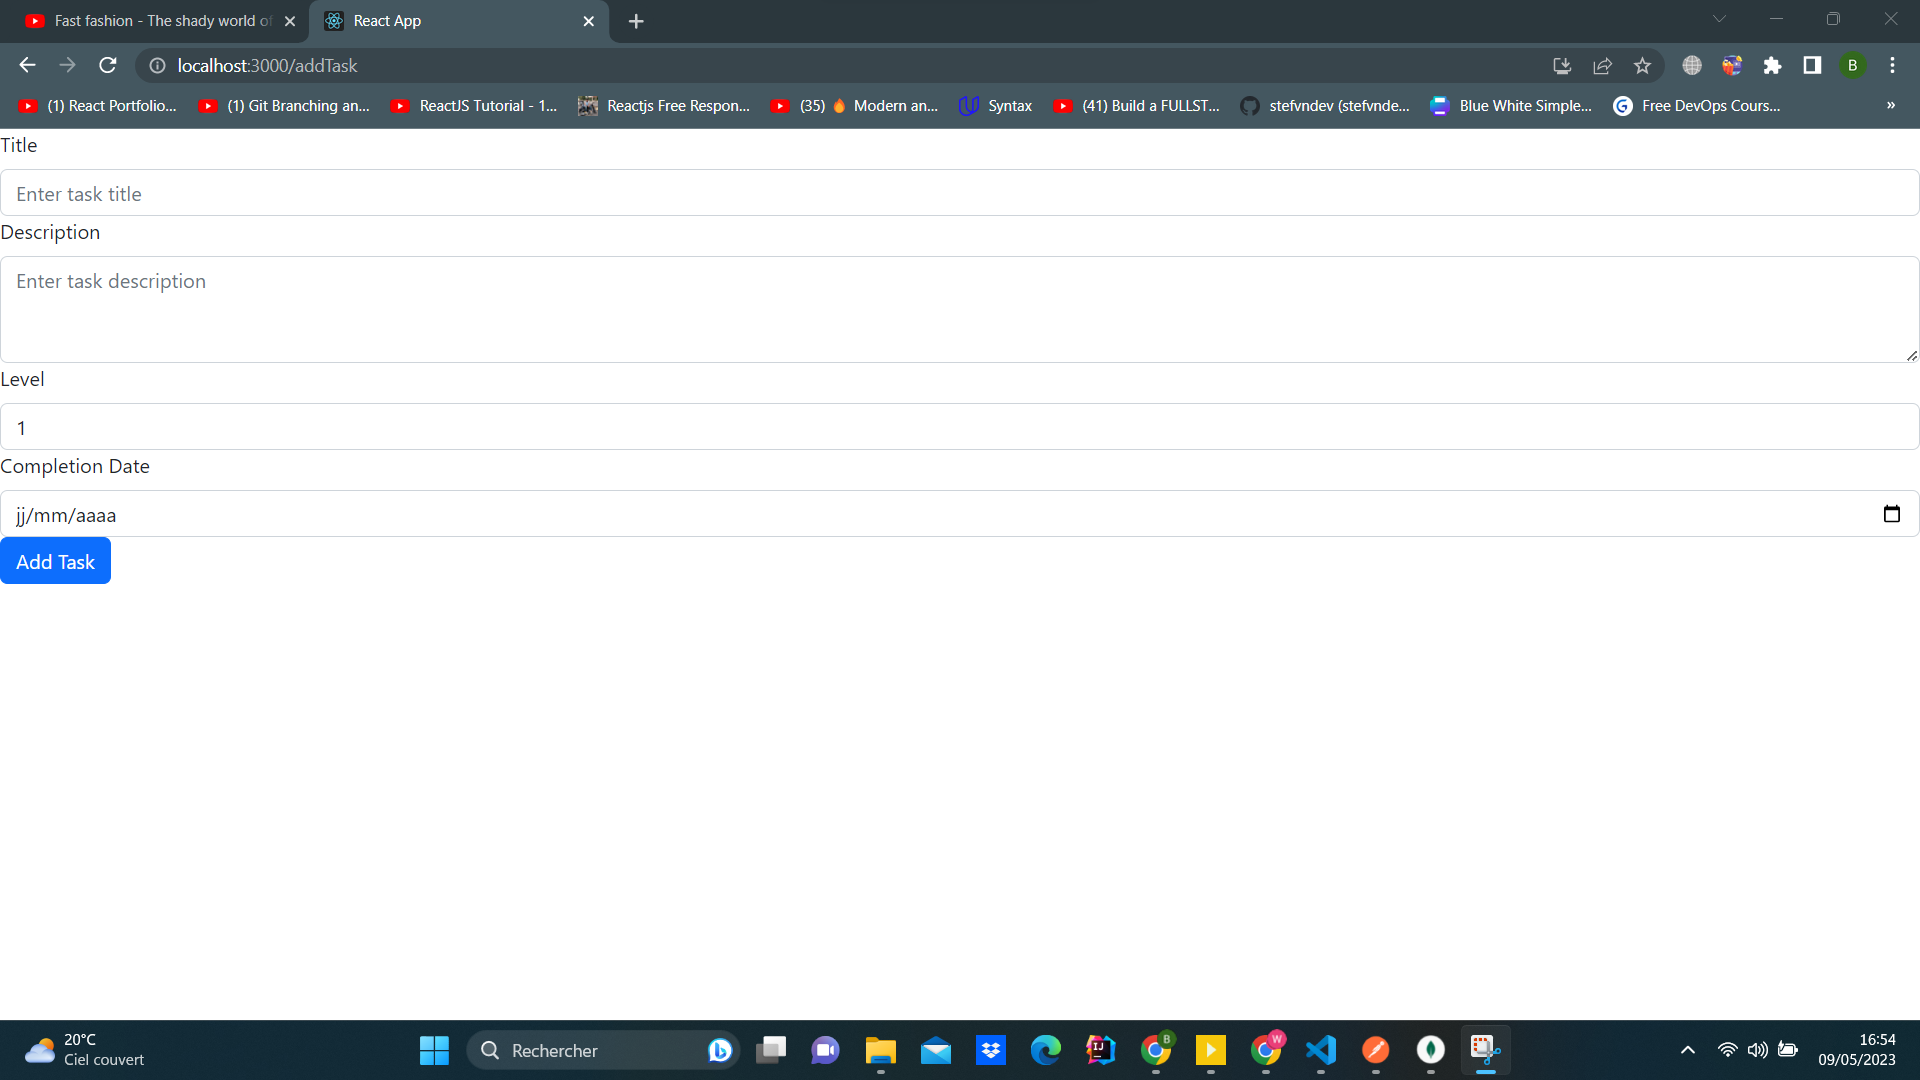 Fast fashion - The shady world of
React App
localhost:3000/addTask
B
(1) React Portfolio...
(1) Git Branching an...
ReactJS Tutorial - 1...
Reactjs Free Respon...
(35) 🔥 Modern an...
Syntax
(41) Build a FULLST...
stefvndev (stefvnde...
Blue White Simple...
Free DevOps Cours...
»
Title
Enter task title
Description
Enter task description
Level
1
Completion Date
jj/mm/aaaa
Add Task
20°C
Ciel couvert
Rechercher
IJ
B
W
16:54
09/05/2023